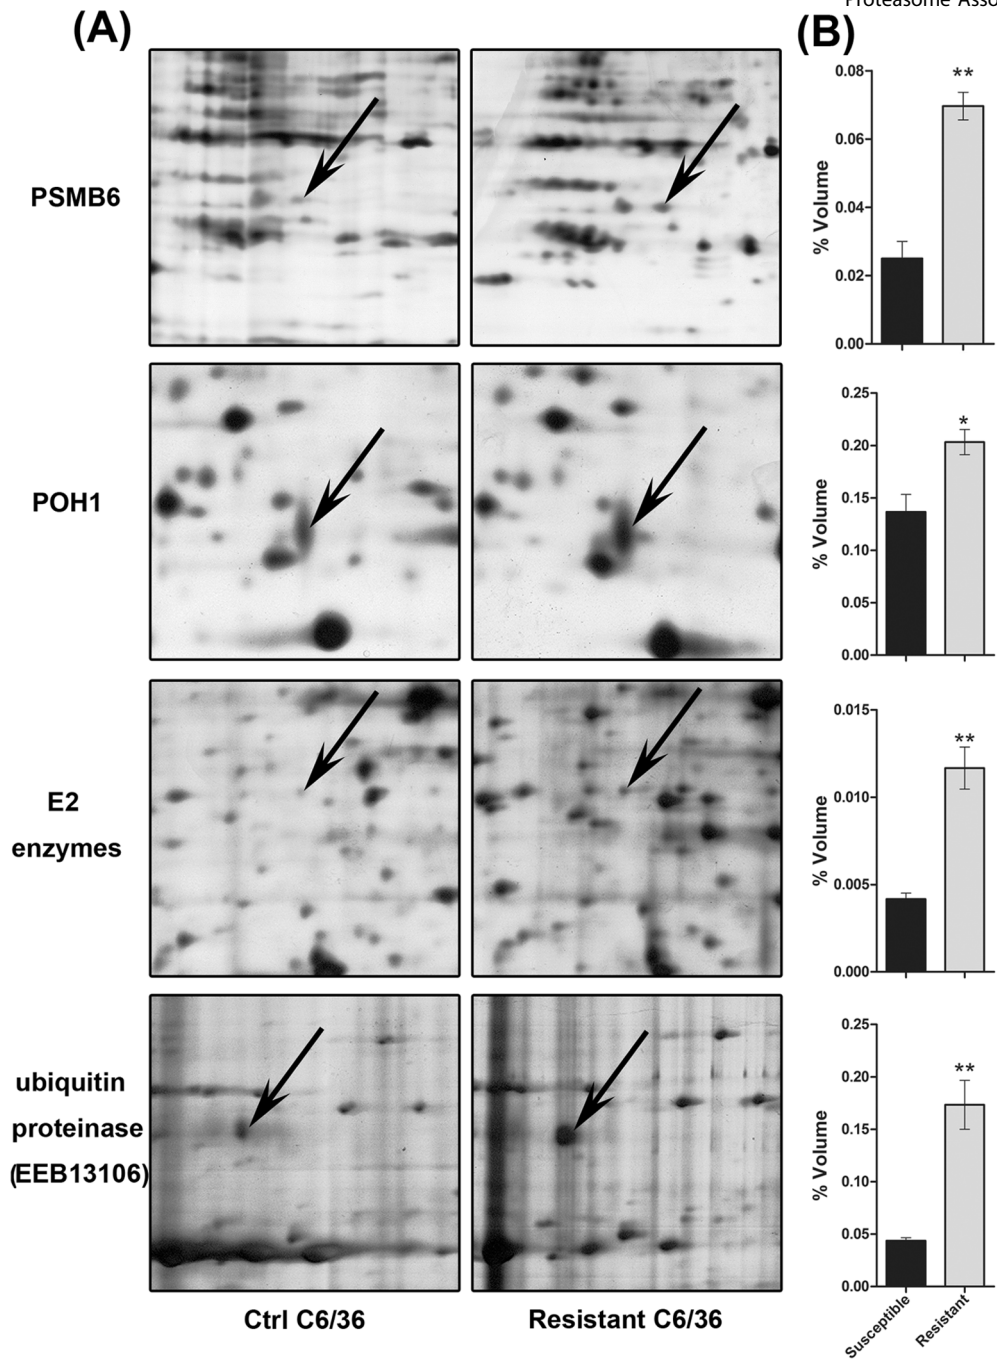 Proteasome Asso
(A)
(B)
PSMB6
% Volume
0.08
0.06
0.04
0.02
0.00
**
POH1
% Volume
0.25
0.20
0.15
0.10
0.05
0.00
*
E2
enzymes
% Volume
0.015
0.010
0.005
0.000
**
ubiquitin
proteinase
(EEB13106)
% Volume
0.25
0.20
0.15
0.10
0.05
0.00
**
Ctrl C6/36
Resistant C6/36
Susceptible
Resistant